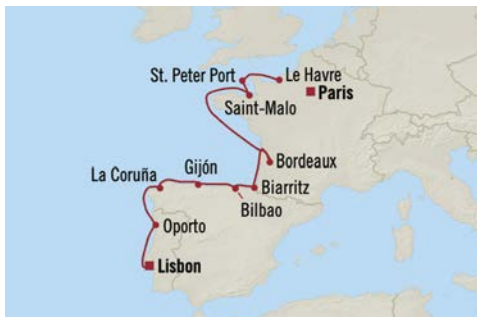 St. Peter Port
Le Havre
Paris
Saint-Malo
Bordeaux
La Coruña
Gijón
Biarritz
Bilbao
Oporto
Lisbon